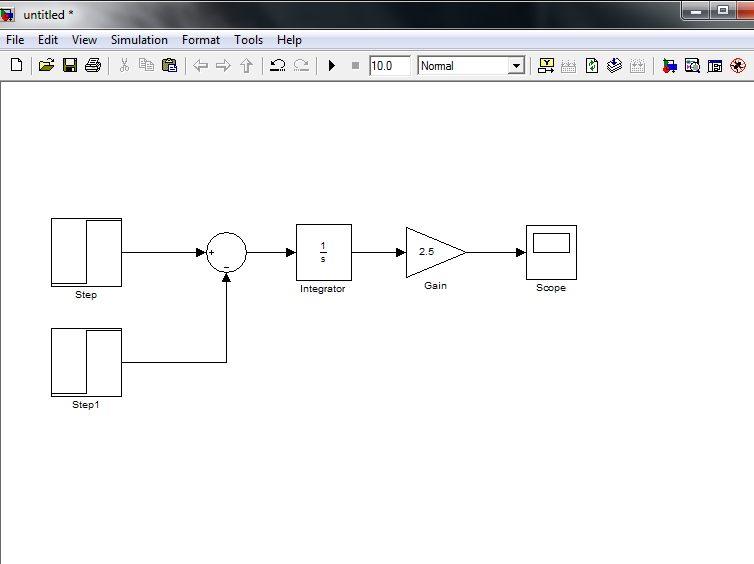 untitled *
File Edit View Simulation Format Tools Help
10.0 Normal
Step
+
−
1
s
Integrator
2.5
Gain
Scope
Step1